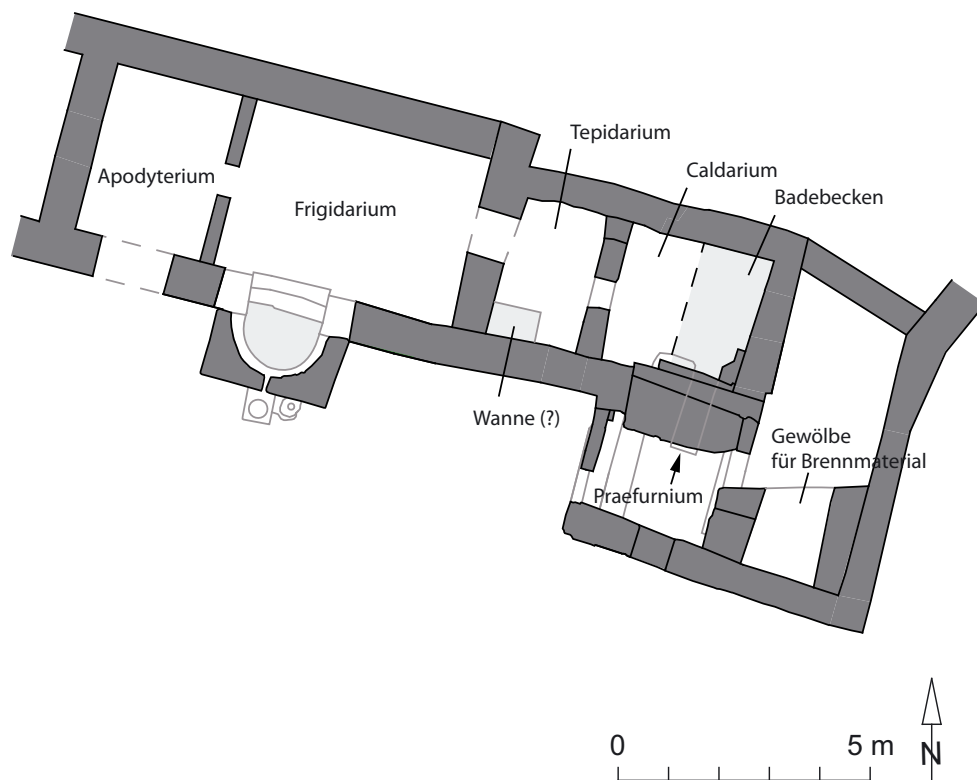 Tepidarium
Caldarium
Badebecken
Apodyterium
Frigidarium
Wanne (?)
Gewölbe
für Brennmaterial
Praefurnium
0 5 m
N